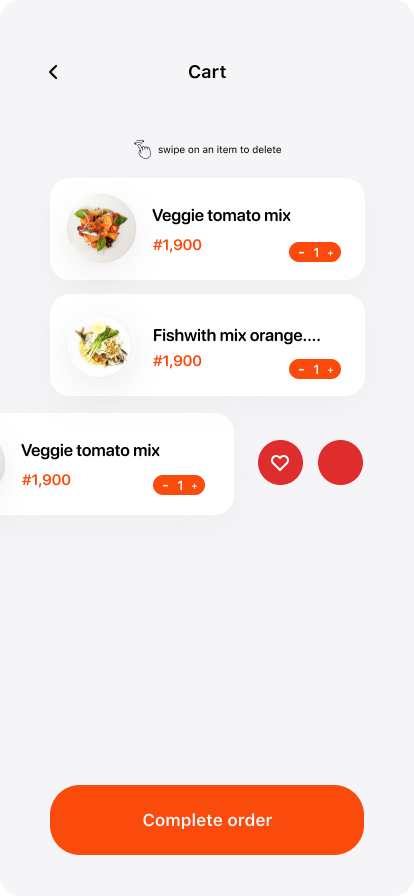 Cart
swipe on an item to delete
Veggie tomato mix
#1,900
- 1 +
Fishwith mix orange....
#1,900
- 1 +
Veggie tomato mix
#1,900
- 1 +
Complete order